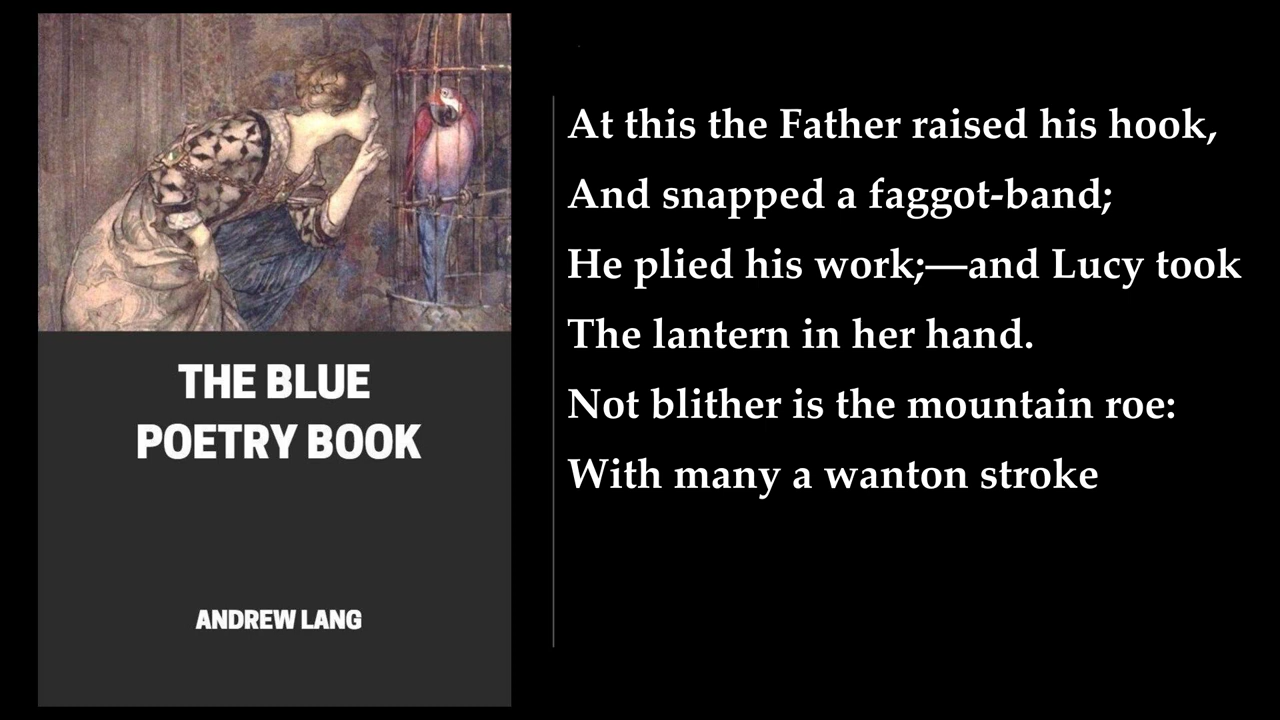 THE BLUE
POETRY BOOK
ANDREW LANG
At this the Father raised his hook,
And snapped a faggot-band;
He plied his work;—and Lucy took
The lantern in her hand.
Not blither is the mountain roe:
With many a wanton stroke